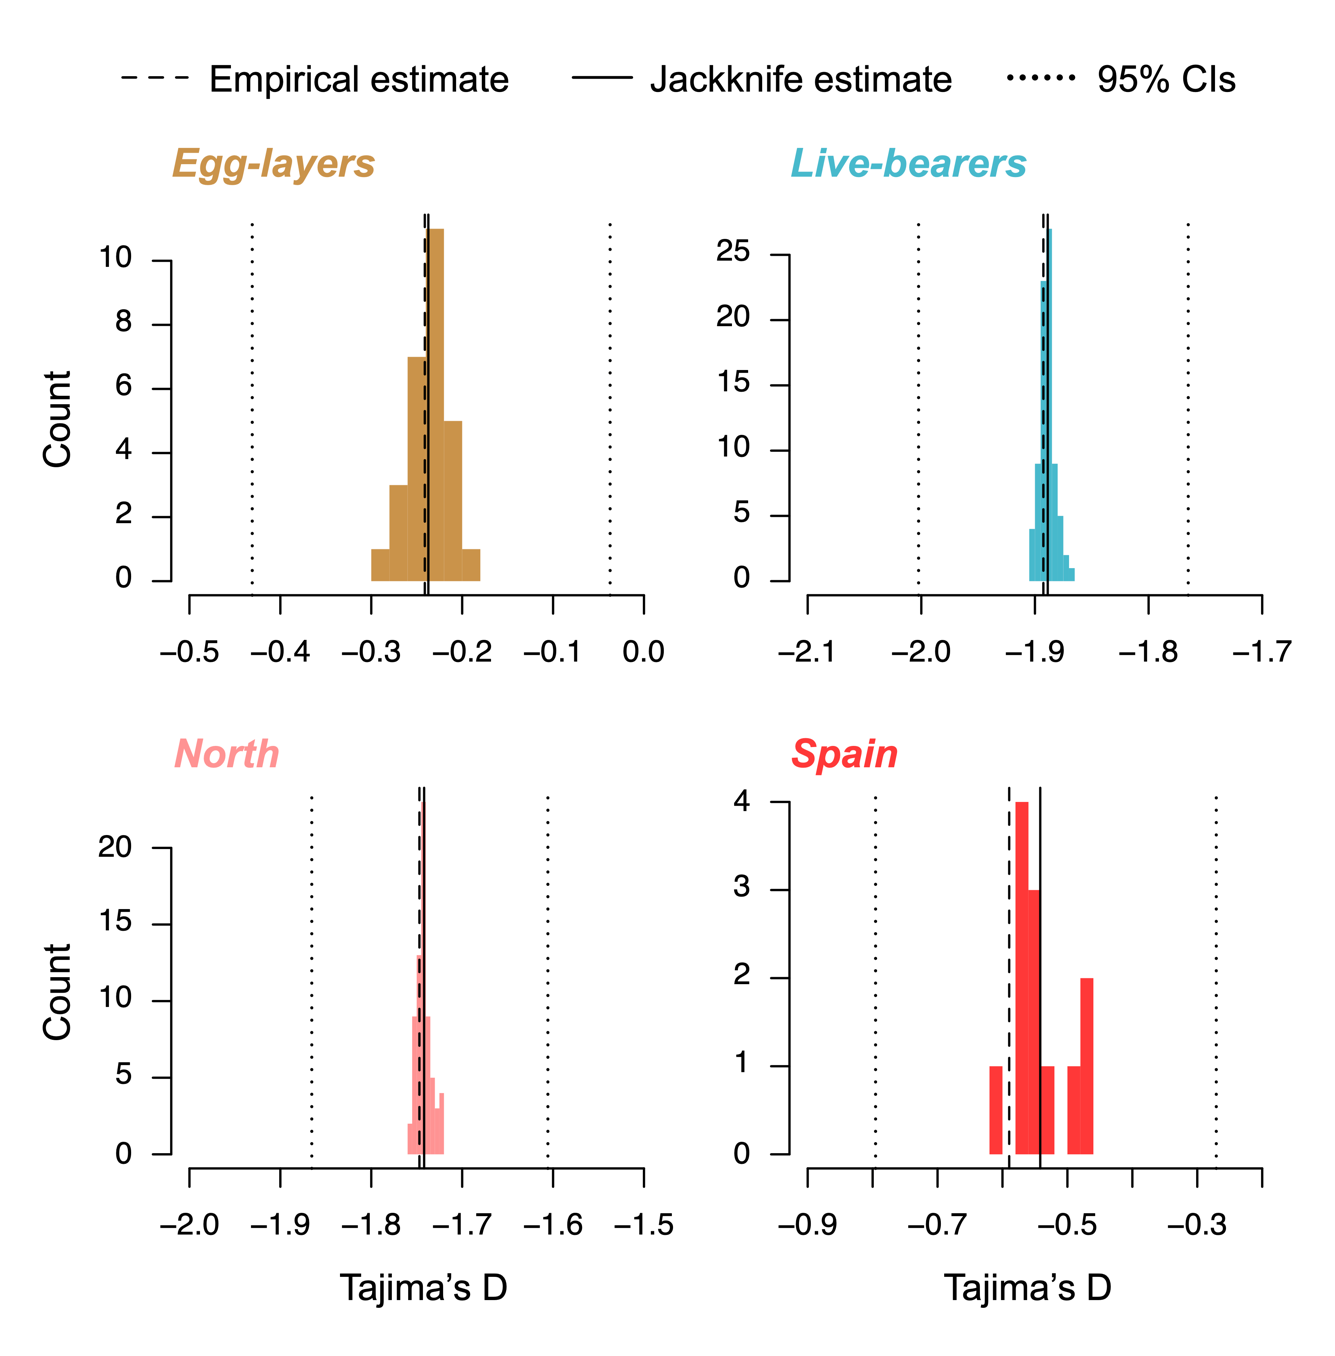 Empirical estimate Jackknife estimate 95% CIs
Egg-layers
Count
10
8
6
4
2
0
−0.5 −0.4 −0.3 −0.2 −0.1 0.0
Live-bearers
25
20
15
10
5
0
−2.1 −2.0 −1.9 −1.8 −1.7
North
Count
20
15
10
5
0
−2.0 −1.9 −1.8 −1.7 −1.6 −1.5
Tajima’s D
Spain
4
3
2
1
0
−0.9 −0.7 −0.5 −0.3
Tajima’s D